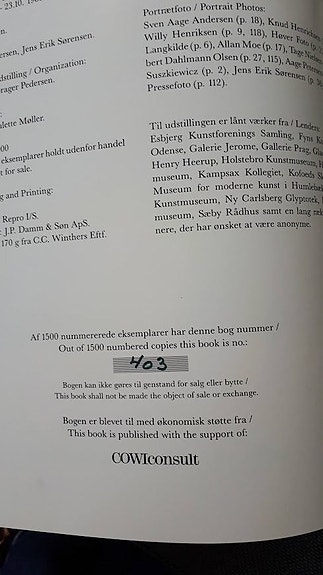 - 23.10. 19
en.
ersen, Jens Erik Sørensen.
dstilling / Organization:
rager Pedersen.
:
alette Møller.
000
eksemplarer holdt udenfor handel
t for sale.
g and Printing:
Repro I/S.
: J.P. Damm & Søn ApS.
170 g fra C.C. Winthers Eftf.
Portrætfoto / Portrait Photos:
Sven Aage Andersen (p. 18), Knud Henriksen
Willy Henriksen (p. 9, 118), Høver Foto
Langkilde (p. 6), Allan Moe (p. 17), Tage Nielsen
bert Dahlmann Olsen (p. 27, 115), Aage Petersen
Suszkiewicz (p. 2), Jens Erik Sørensen (p.
Pressefoto (p. 112).
Til udstillingen er lånt værker fra / Lenders:
Esbjerg Kunstforenings Samling, Fyns K
Odense, Galerie Jerome, Gallerie Prag, Gl
Henry Heerup, Holstebro Kunstmuseum, H
museum, Kampsax Kollegiet, Kofoeds Sk
Museum for moderne kunst i Humlebæ
Kunstmuseum, Ny Carlsberg Glyptotek,
museum, Sæby Rådhus samt en lang ræk
nere, der har ønsket at være anonyme.
Af 1500 nummererede eksemplarer har denne bog nummer /
Out of 1500 numbered copies this book is no.:
403
Bogen kan ikke gøres til genstand for salg eller bytte /
This book shall not be made the object of sale or exchange.
Bogen er blevet til med økonomisk støtte fra /
This book is published with the support of:
COWIconsult